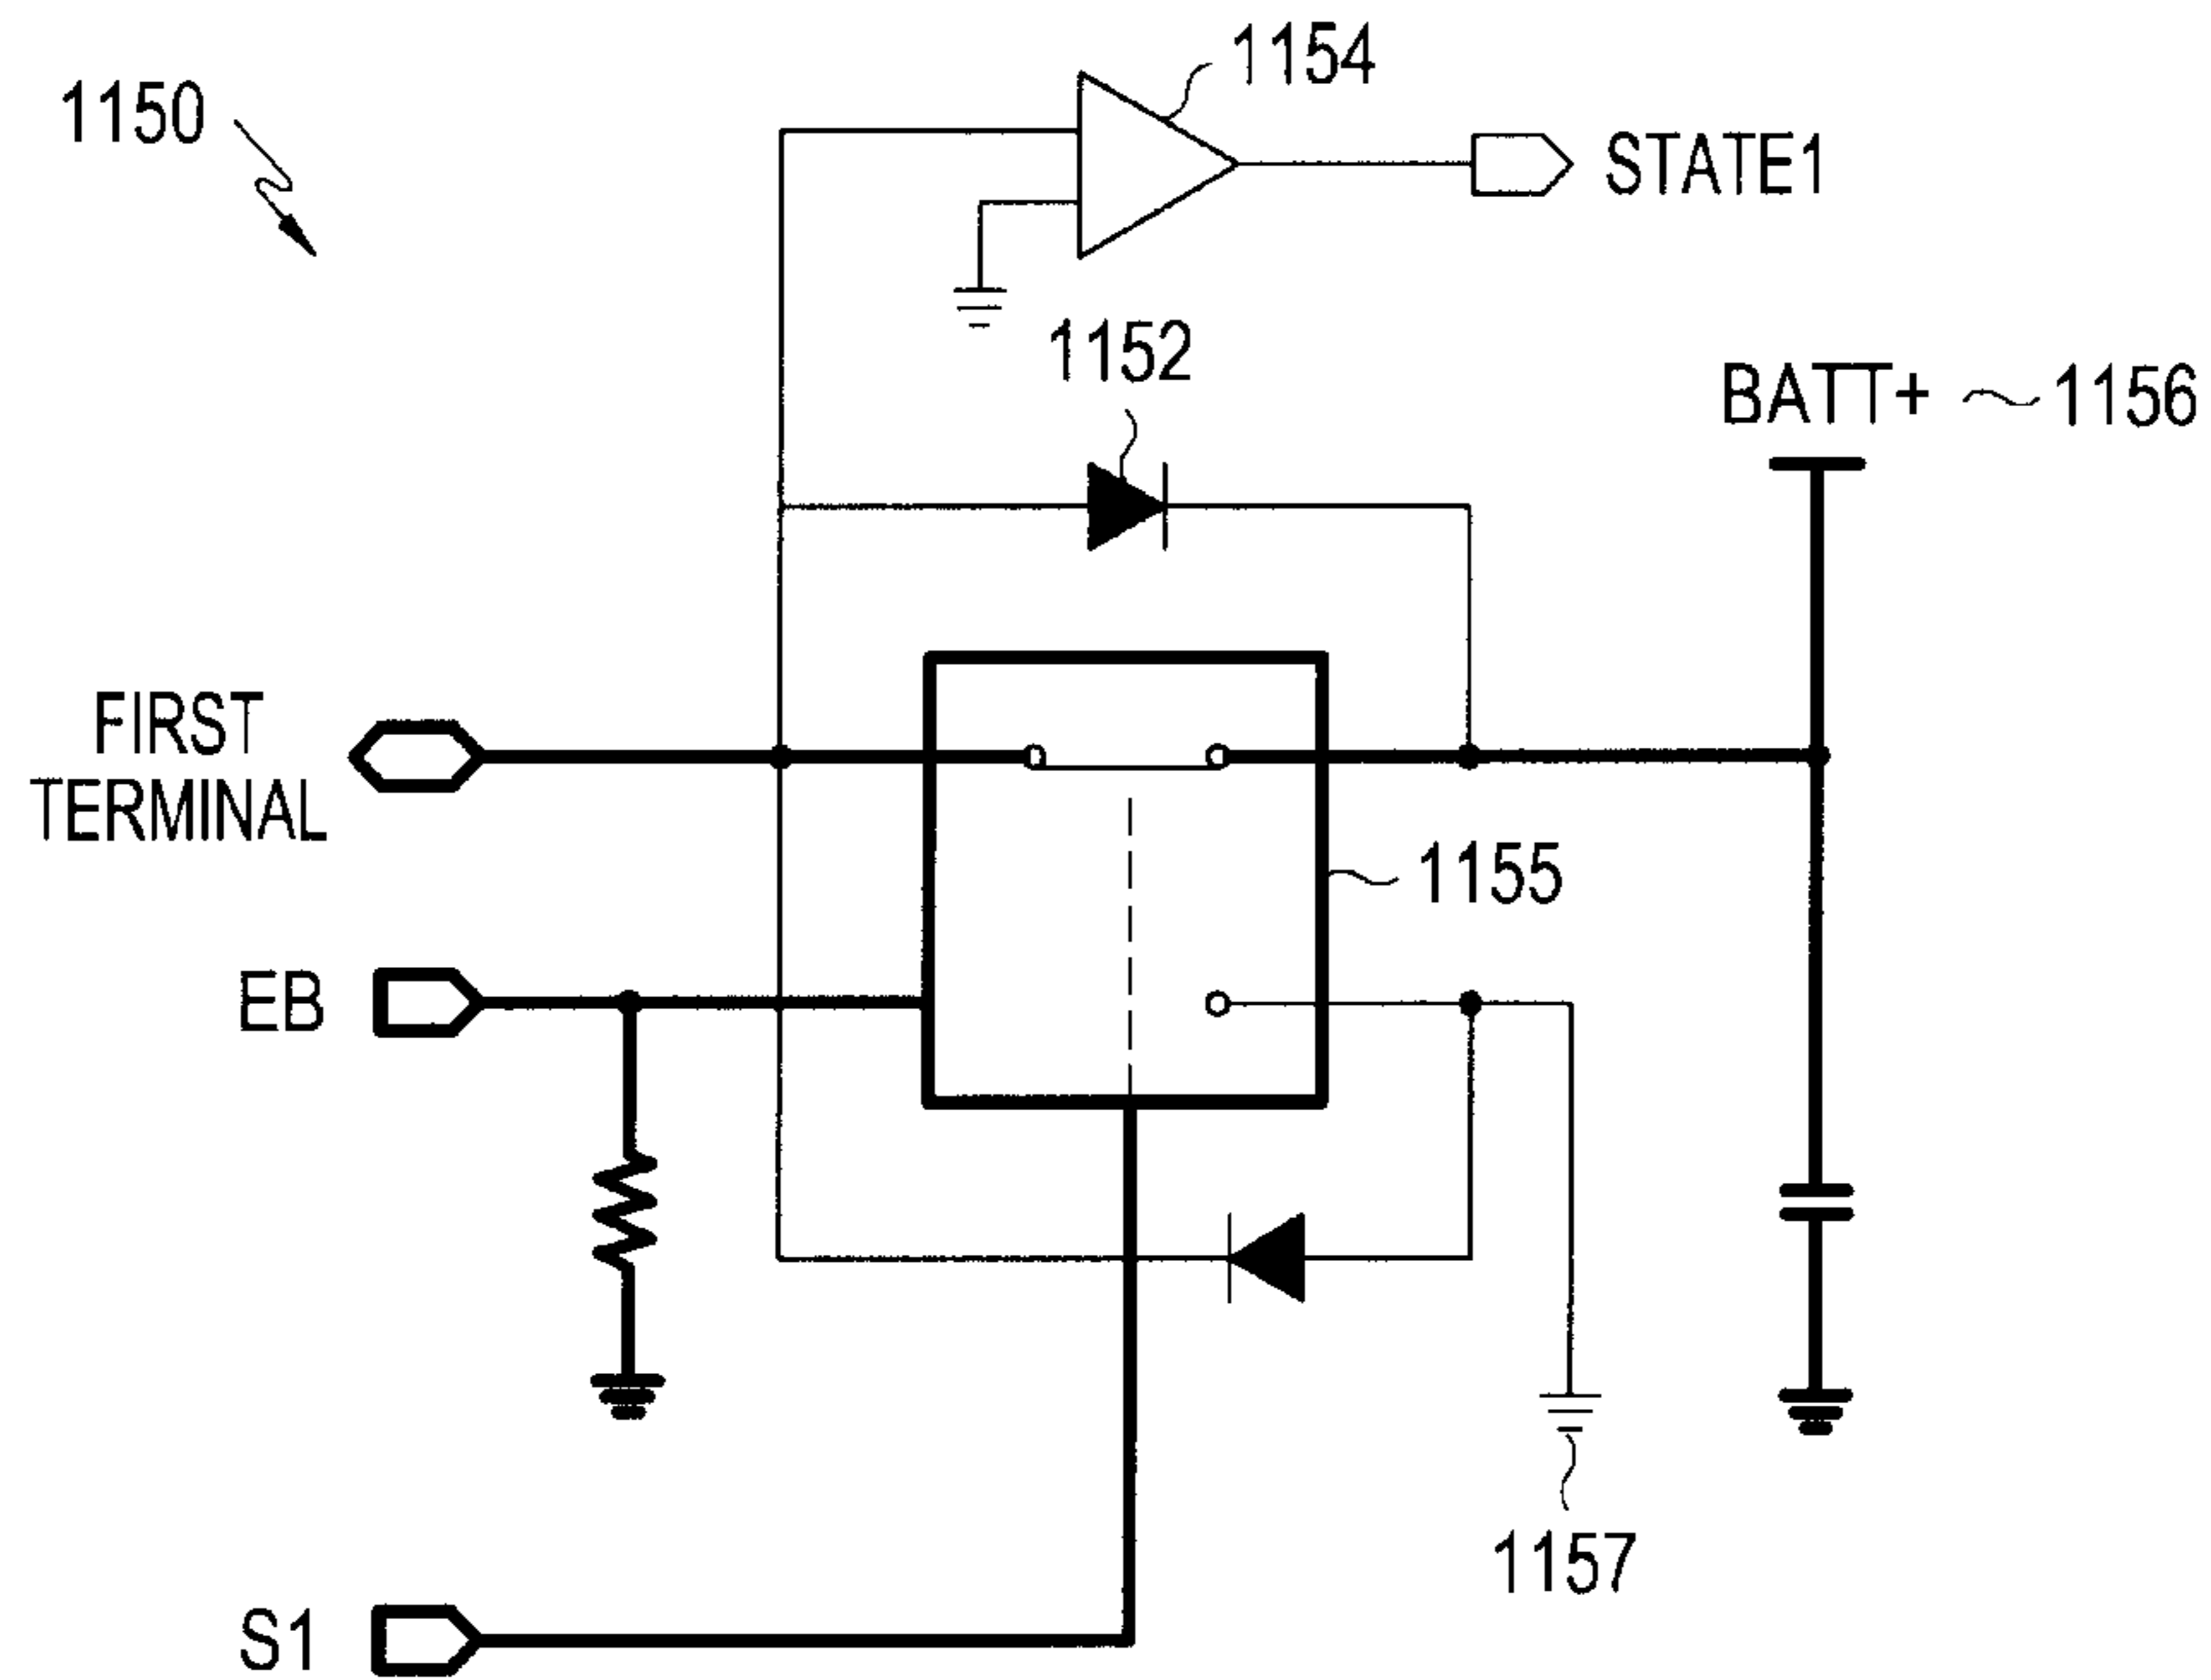 1154
1150
STATE1
1152
BATT+ 1156
FIRST
TERMINAL
1155
EB
1157
S1